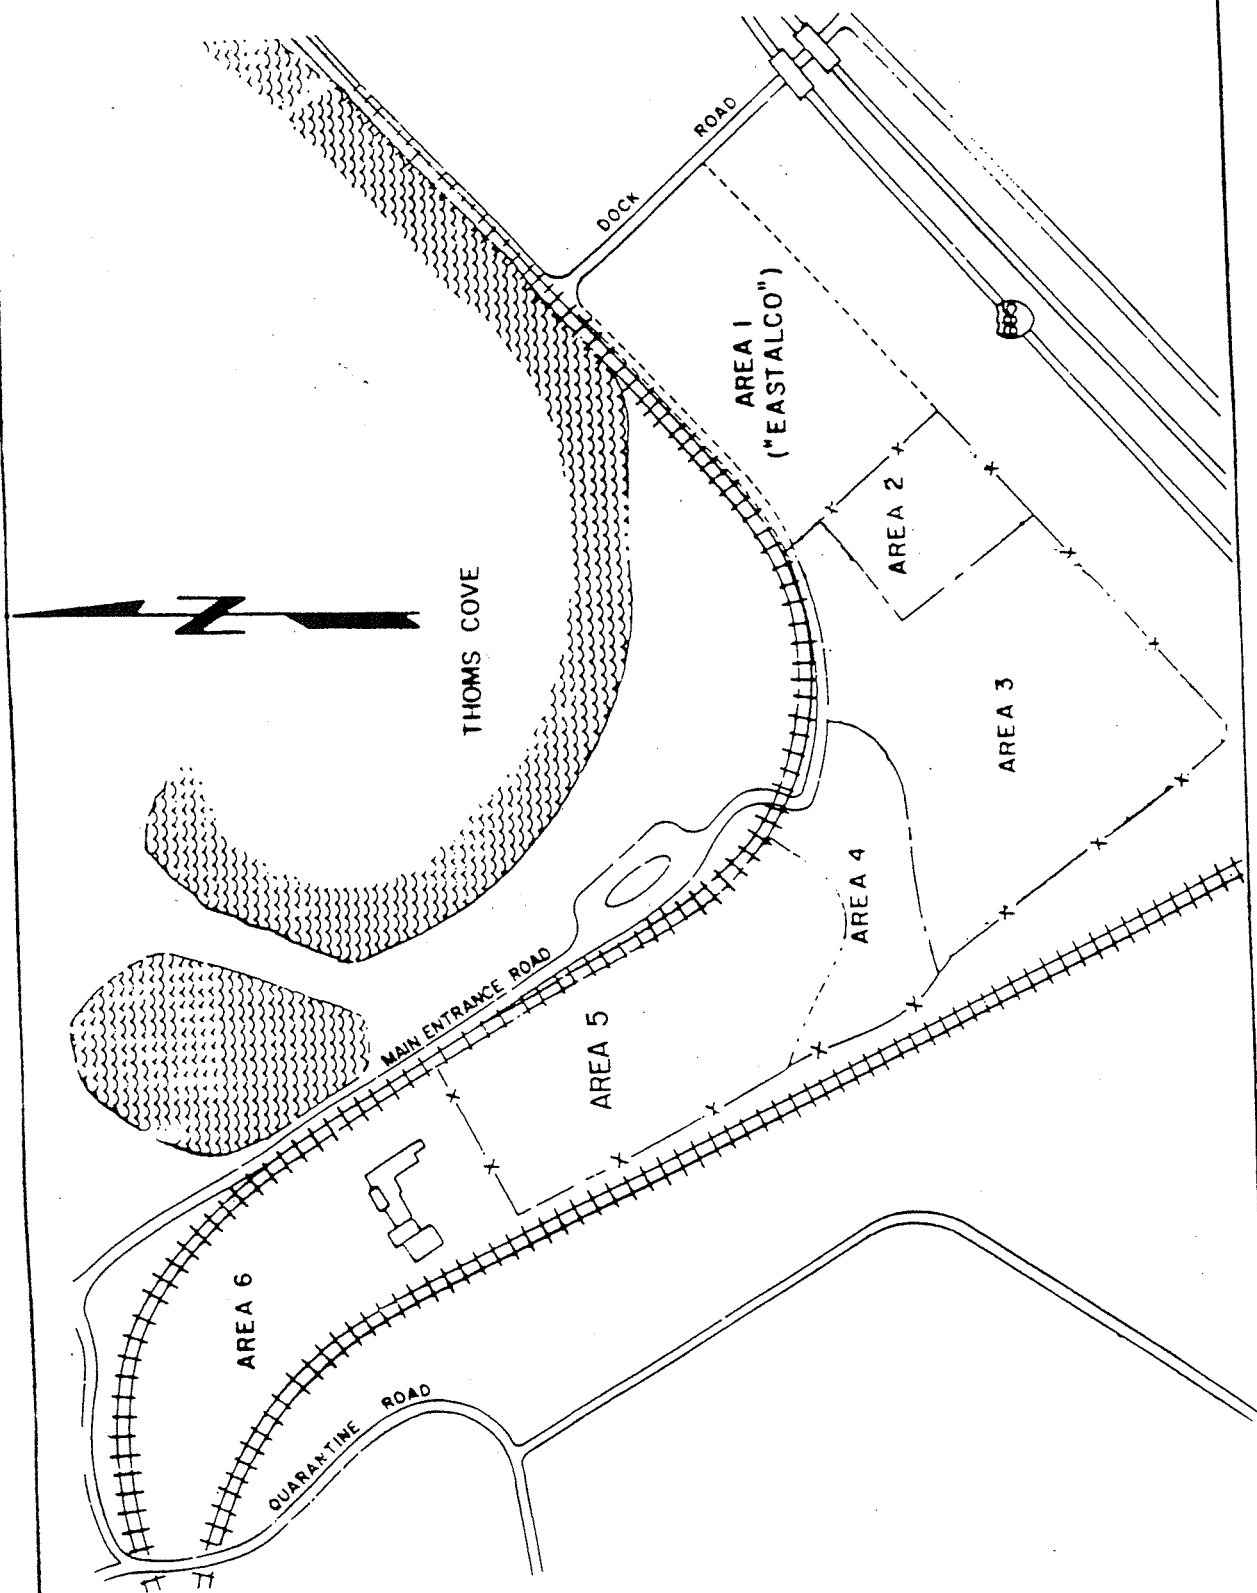 DOCK ROAD
AREA 1
("EASTALCO")
695
AREA 2
N
THOMS COVE
AREA 3
AREA 4
MAIN ENTRANCE ROAD
AREA 5
AREA 6
QUARANTINE ROAD